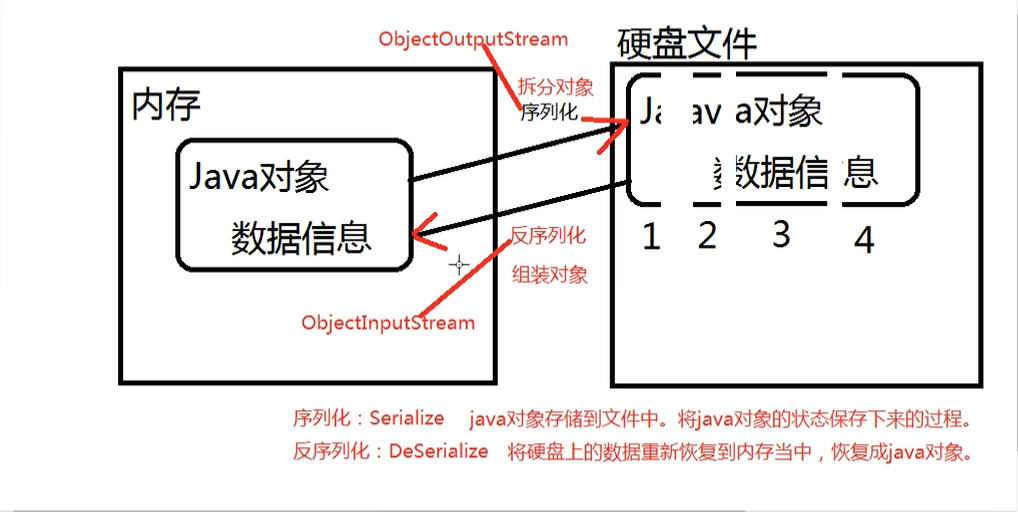 ObjectOutputStream
硬盘文件
内存
拆分对象
序列化
Java对象
数据信息
Java对象
数据信息
1 2 3 4
反序列化
组装对象
ObjectInputStream
序列化：Serialize java对象存储到文件中。将java对象的状态保存下来的过程。
反序列化：DeSerialize 将硬盘上的数据重新恢复到内存当中，恢复成java对象。